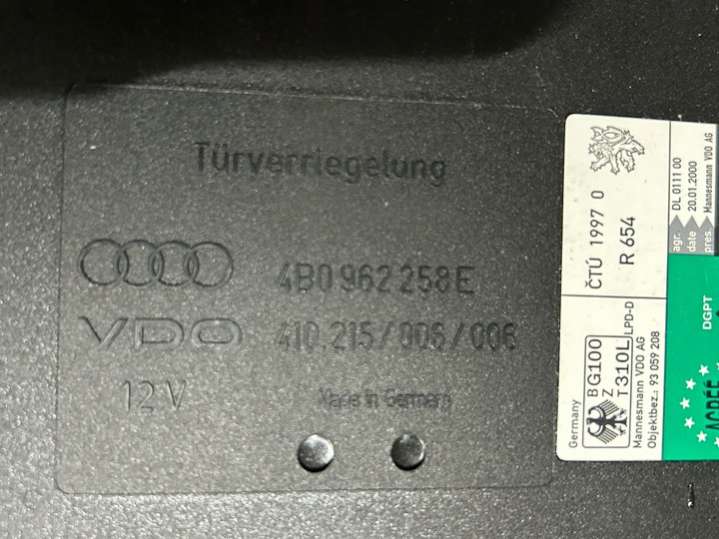 Türverriegelung
4B0 962 258 E
VDO 410.215/006/006
12 V
Made in Germany
ČTÚ 1997 0
R 654
Germany
BG100
Z
T310L
LPD-D
Mannesmann VDO AG
Objektbez.: 93 059 208
agr. DL 0111 00
date 20.01.2000
pres. Mannesmann VDO AG
DGPT